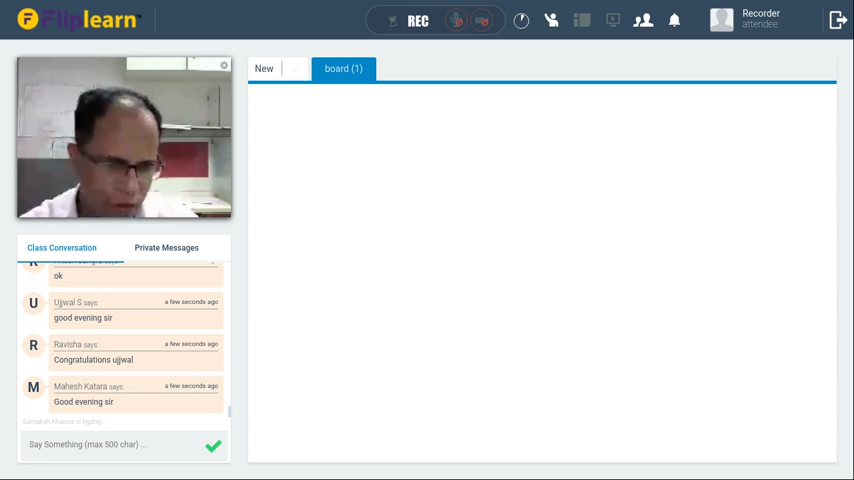 Fliplearn
REC
Recorder
attendee
New
board (1)
Class Conversation
Private Messages
ok
Ujjwal S says:
a few seconds ago
good evening sir
Ravisha says:
a few seconds ago
Congratulations ujjwal
Mahesh Katara says:
a few seconds ago
Good evening sir
is typing...
Say Something (max 500 char) ...
U
R
M